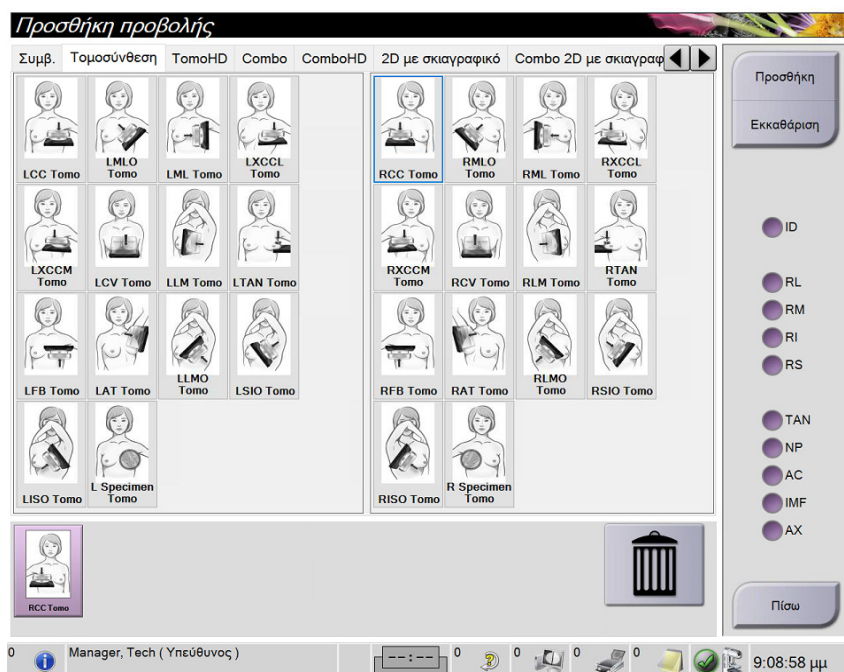 Προσθήκη προβολής
Συμβ. Τομοσύνθεση TomoHD Combo ComboHD 2D με σκιαγραφικό Combo 2D με σκιαγραφ
Προσθήκη
Εκκαθάριση
LCC Tomo
LMLO
Tomo
LML Tomo
LXCCL
Tomo
RCC Tomo
RMLO
Tomo
RML Tomo
RXCCL
Tomo
LXCCM
Tomo
LCV Tomo
LLM Tomo
LTAN Tomo
RXCCM
Tomo
RCV Tomo
RLM Tomo
RTAN
Tomo
LFB Tomo
LAT Tomo
LLMO
Tomo
LSIO Tomo
RFB Tomo
RAT Tomo
RLMO
Tomo
RSIO Tomo
LISO Tomo
L Specimen
Tomo
RISO Tomo
R Specimen
Tomo
ID
RL
RM
RI
RS
TAN
NP
AC
IMF
AX
RCC Tomo
Πίσω
0 Manager, Tech ( Υπεύθυνος ) --:-- 0 0 0 0 9:08:58 μμ